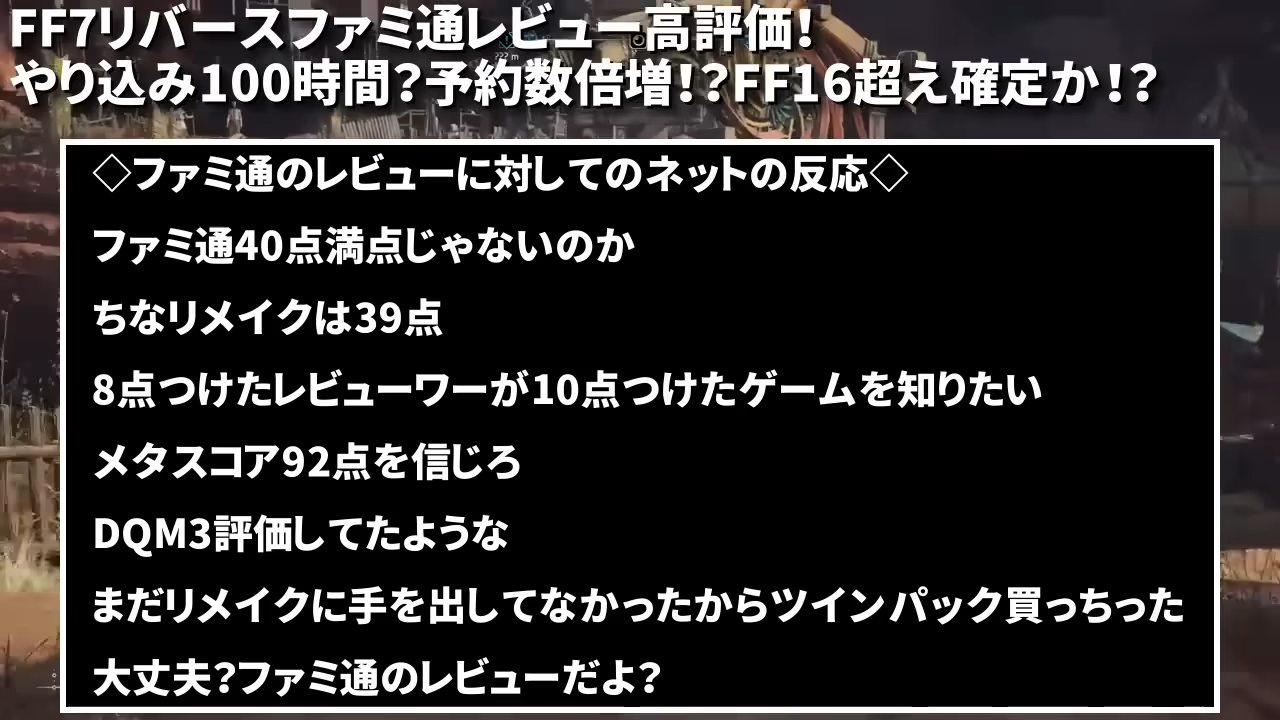 FF7リバースファミ通レビュー高評価！
やり込み100時間？予約数倍増！？FF16超え確定か！？
◇ファミ通のレビューに対してのネットの反応◇
ファミ通40点満点じゃないのか
ちなリメイクは39点
8点つけたレビューワーが10点つけたゲームを知りたい
メタスコア92点を信じろ
DQM3評価してたような
まだリメイクに手を出してなかったからツインパック買っちった
大丈夫？ファミ通のレビューだよ？